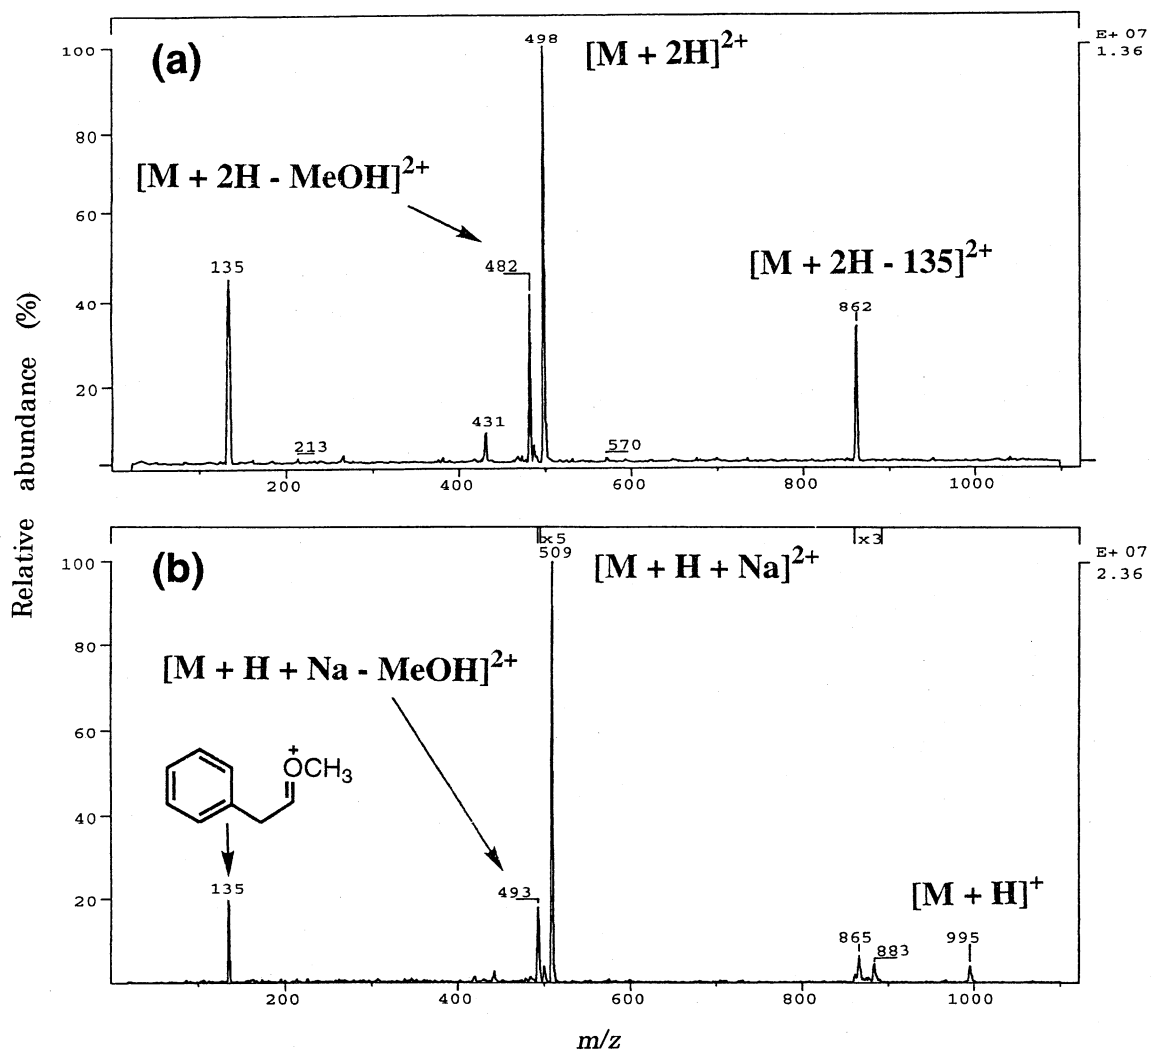 (a)
498
[M + 2H]2+
E+ 07
1.36
100
80
60
40
20
[M + 2H - MeOH]2+
135
482
[M + 2H - 135]2+
862
431
213
570
200
400
600
800
1000
Relative abundance (%)
(b)
x5
509
x3
[M + H + Na]2+
E+ 07
2.36
100
80
60
40
20
[M + H + Na - MeOH]2+
+
OCH3
135
493
[M + H]+
865
883
995
200
400
600
800
1000
m/z